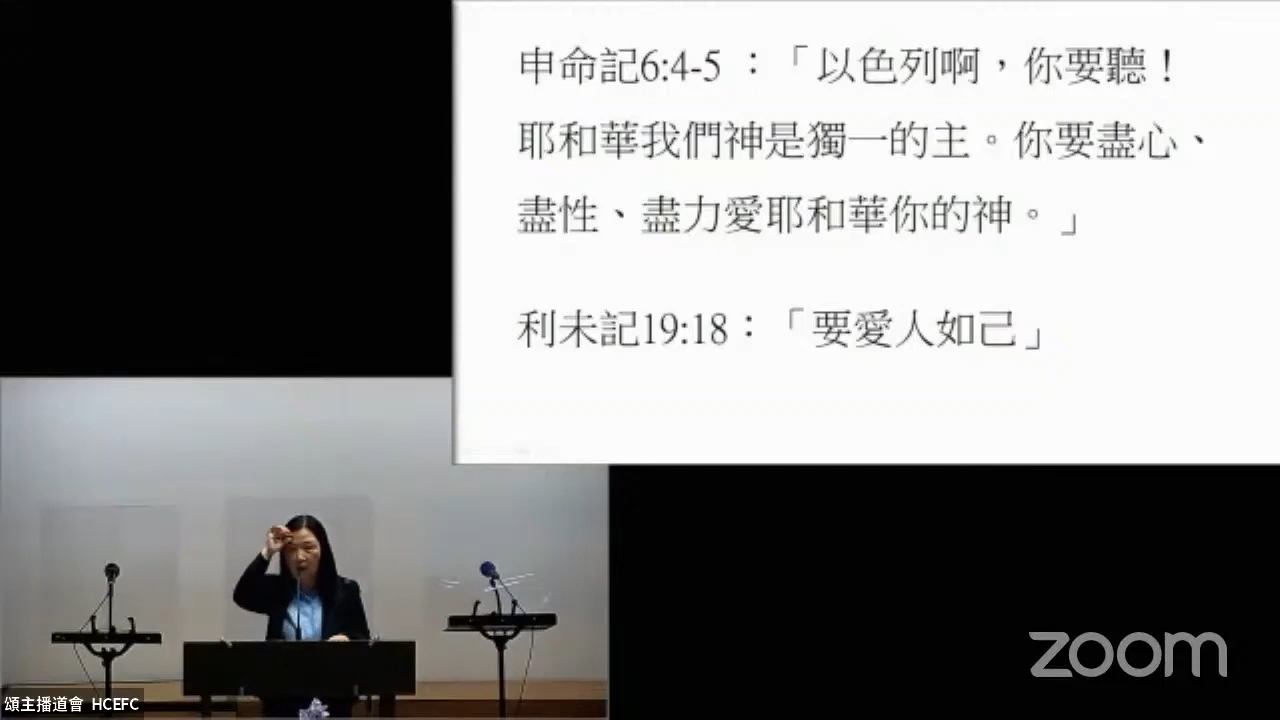 申命記6:4-5：「以色列啊，你要聽！
耶和華我們神是獨一的主。你要盡心、
盡性、盡力愛耶和華你的神。」
利未記19:18：「要愛人如己」
頌主播道會 HCEFC
zoom